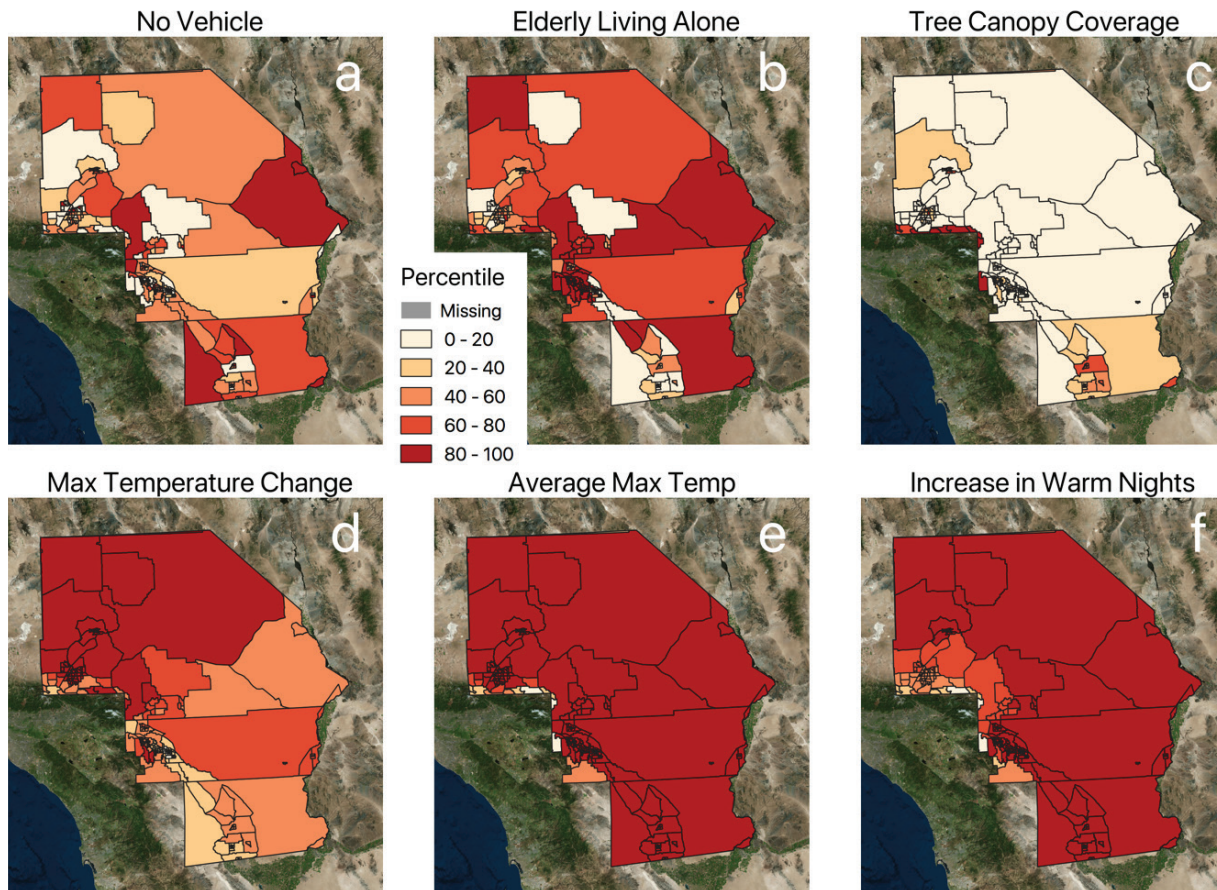 No Vehicle
Elderly Living Alone
Tree Canopy Coverage
a
b
c
Percentile
Missing
0 - 20
20 - 40
40 - 60
60 - 80
80 - 100
Max Temperature Change
Average Max Temp
Increase in Warm Nights
d
e
f